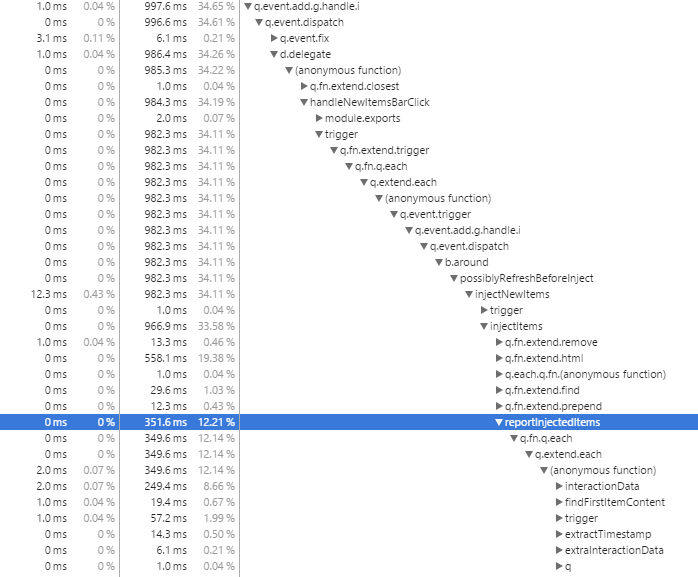 1.0 ms 0.04 % 997.6 ms 34.65 % ▼q.event.add.g.handle.i
0 ms 0 % 996.6 ms 34.61 % ▼q.event.dispatch
3.1 ms 0.11 % 6.1 ms 0.21 % ▶q.event.fix
1.0 ms 0.04 % 986.4 ms 34.26 % ▼d.delegate
0 ms 0 % 985.3 ms 34.22 % ▼(anonymous function)
0 ms 0 % 1.0 ms 0.04 % ▶q.fn.extend.closest
0 ms 0 % 984.3 ms 34.19 % ▼handleNewItemsBarClick
0 ms 0 % 2.0 ms 0.07 % ▶module.exports
0 ms 0 % 982.3 ms 34.11 % ▼trigger
0 ms 0 % 982.3 ms 34.11 % ▼q.fn.extend.trigger
0 ms 0 % 982.3 ms 34.11 % ▼q.fn.q.each
0 ms 0 % 982.3 ms 34.11 % ▼q.extend.each
0 ms 0 % 982.3 ms 34.11 % ▼(anonymous function)
0 ms 0 % 982.3 ms 34.11 % ▼q.event.trigger
0 ms 0 % 982.3 ms 34.11 % ▼q.event.add.g.handle.i
0 ms 0 % 982.3 ms 34.11 % ▼q.event.dispatch
0 ms 0 % 982.3 ms 34.11 % ▼b.around
0 ms 0 % 982.3 ms 34.11 % ▼possiblyRefreshBeforeInject
12.3 ms 0.43 % 982.3 ms 34.11 % ▼injectNewItems
0 ms 0 % 1.0 ms 0.04 % ▶trigger
0 ms 0 % 966.9 ms 33.58 % ▼injectItems
1.0 ms 0.04 % 13.3 ms 0.46 % ▶q.fn.extend.remove
0 ms 0 % 558.1 ms 19.38 % ▶q.fn.extend.html
0 ms 0 % 1.0 ms 0.04 % ▶q.each.q.fn.(anonymous function)
0 ms 0 % 29.6 ms 1.03 % ▶q.fn.extend.find
0 ms 0 % 12.3 ms 0.43 % ▶q.fn.extend.prepend
0 ms 0 % 351.6 ms 12.21 % ▼reportInjectedItems
0 ms 0 % 349.6 ms 12.14 % ▼q.fn.q.each
0 ms 0 % 349.6 ms 12.14 % ▼q.extend.each
2.0 ms 0.07 % 349.6 ms 12.14 % ▼(anonymous function)
2.0 ms 0.07 % 249.4 ms 8.66 % ▶interactionData
1.0 ms 0.04 % 19.4 ms 0.67 % ▶findFirstItemContent
1.0 ms 0.04 % 57.2 ms 1.99 % ▶trigger
0 ms 0 % 14.3 ms 0.50 % ▶extractTimestamp
0 ms 0 % 6.1 ms 0.21 % ▶extraInteractionData
0 ms 0 % 1.0 ms 0.04 % ▶q